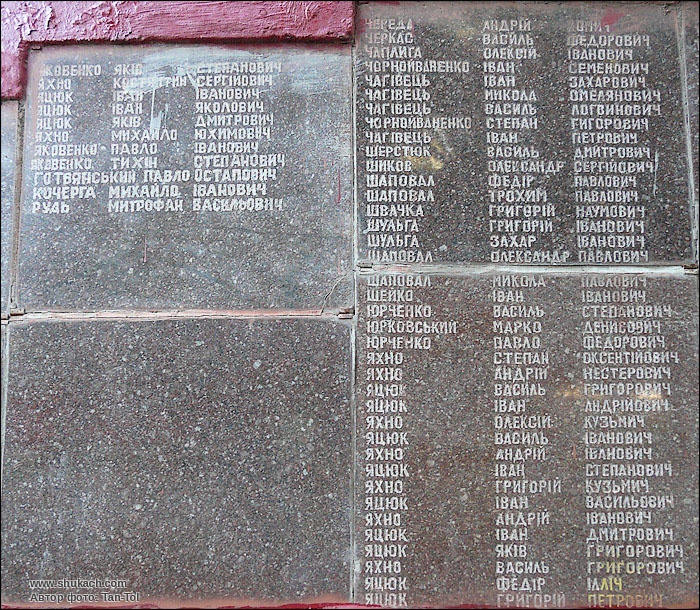 ЯКОВЕНКО ЯКІВ СТЕПАНОВИЧ
ЯХНО КОСТЯНТИН СЕРГІЙОВИЧ
ЯЦЮК ІВАН ІВАНОВИЧ
ЯЦЮК ІВАН ЯКОЛОВИЧ
ЯЦЮК ЯКІВ ДМИТРОВИЧ
ЯХНО МИХАЙЛО ЮХИМОВИЧ
ЯКОВЕНКО ПАВЛО ІВАНОВИЧ
ЯКОВЕНКО ТИХІН СТЕПАНОВИЧ
ГОТВЯНСЬКИЙ ПАВЛО ОСТАПОВИЧ
КОЧЕРГА МИХАЙЛО ІВАНОВИЧ
РУДЬ МИТРОФАН ВАСИЛЬОВИЧ
ЧЕРЕДА АНДРІЙ
ЧЕРКАС ВАСИЛЬ ФЕДОРОВИЧ
ЧАПЛИГА ОЛЕКСІЙ ІВАНОВИЧ
ЧОРНОИВАНЕНКО ІВАН СЕМЕНОВИЧ
ЧАГІВЕЦЬ ІВАН ЗАХАРОВИЧ
ЧАГІВЕЦЬ МИКОЛА ОМЕЛЯНОВИЧ
ЧАГІВЕЦЬ ВАСИЛЬ ЛОГВИНОВИЧ
ЧОРНОИВАНЕНКО СТЕПАН ГИГОРОВИЧ
ЧАГІВЕЦЬ ІВАН ПЕТРОВИЧ
ШЕРСТЮК ВАСИЛЬ ДМИТРОВИЧ
ШИКОВ ОЛЕКСАНДР СЕРГІЙОВИЧ
ШАПОВАЛ ФЕДІР ПАВЛОВИЧ
ШАПОВАЛ ТРОХИМ ПАВЛОВИЧ
ШВАЧКА ГРИГОРІЙ НАУМОВИЧ
ШУЛЬГА ГРИГОРІЙ ІВАНОВИЧ
ШУЛЬГА ЗАХАР ІВАНОВИЧ
ШАПОВАЛ ОЛЕКСАНДР ПАВЛОВИЧ
ШАПОВАЛ МИКОЛА ПАВЛОВИЧ
ШЕЙКО ІВАН ІВАНОВИЧ
ЮРЧЕНКО ВАСИЛЬ СТЕПАНОВИЧ
ЮРКОВСЬКИЙ МАРКО ДЕНИСОВИЧ
ЮРЧЕНКО ПАВЛО ФЕДОРОВИЧ
ЯХНО СТЕПАН ОКСЕНТІЙОВИЧ
ЯХНО АНДРІЙ НЕСТЕРОВИЧ
ЯЦЮК ВАСИЛЬ ГРИГОРОВИЧ
ЯЦЮК ІВАН АНДРІЙОВИЧ
ЯХНО ОЛЕКСІЙ КУЗЬМИЧ
ЯЦЮК ВАСИЛЬ ІВАНОВИЧ
ЯХНО АНДРІЙ ІВАНОВИЧ
ЯЦЮК ІВАН СТЕПАНОВИЧ
ЯХНО ГРИГОРІЙ КУЗЬМИЧ
ЯЦЮК ІВАН ВАСИЛЬОВИЧ
ЯХНО АНДРІЙ ІВАНОВИЧ
ЯЦЮК ІВАН ДМИТРОВИЧ
ЯЦЮК ЯКІВ ГРИГОРОВИЧ
ЯХНО ВАСИЛЬ ГРИГОРОВИЧ
ЯЦЮК ФЕДІР ІЛЛІЧ
ЯЦЮК ГРИГОРІЙ ПЕТРОВИЧ
www.shukach.com
Автор фото: Tan-Tol